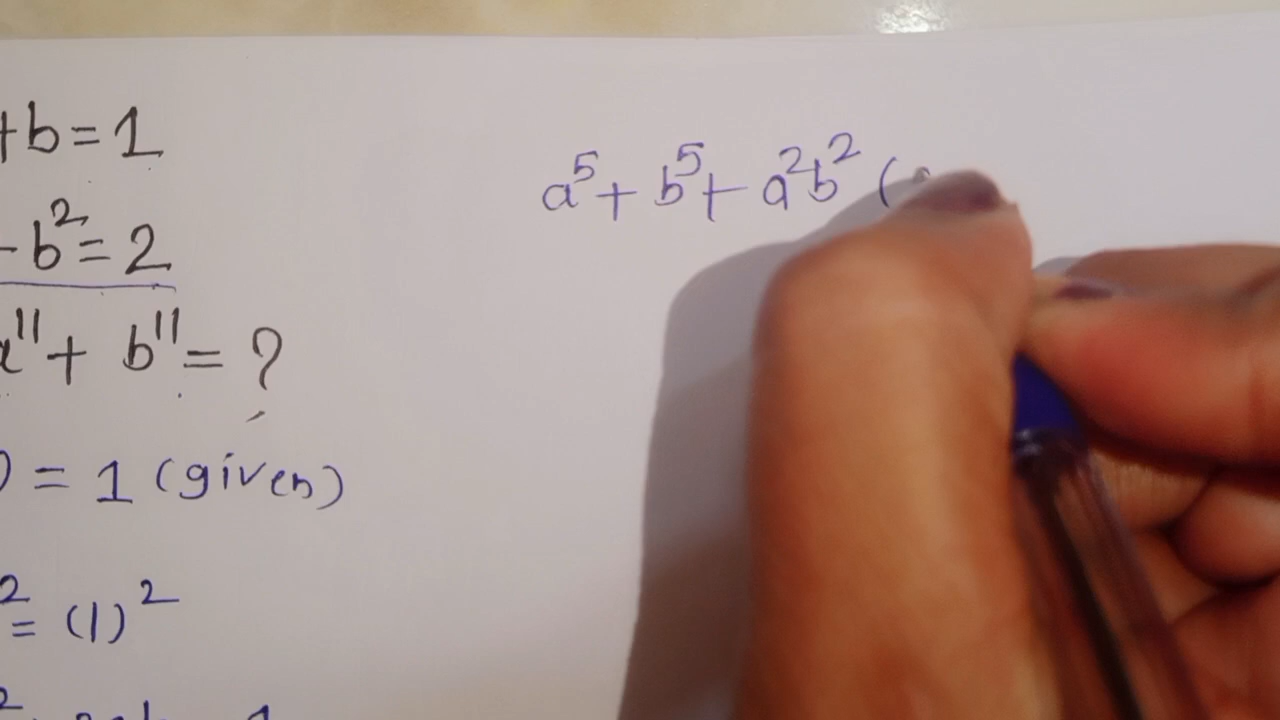 +b=1
-b²=2
a¹¹+ b¹¹= ?
) = 1 (given)
² = (1)²
a⁵+ b⁵+ a²b² (